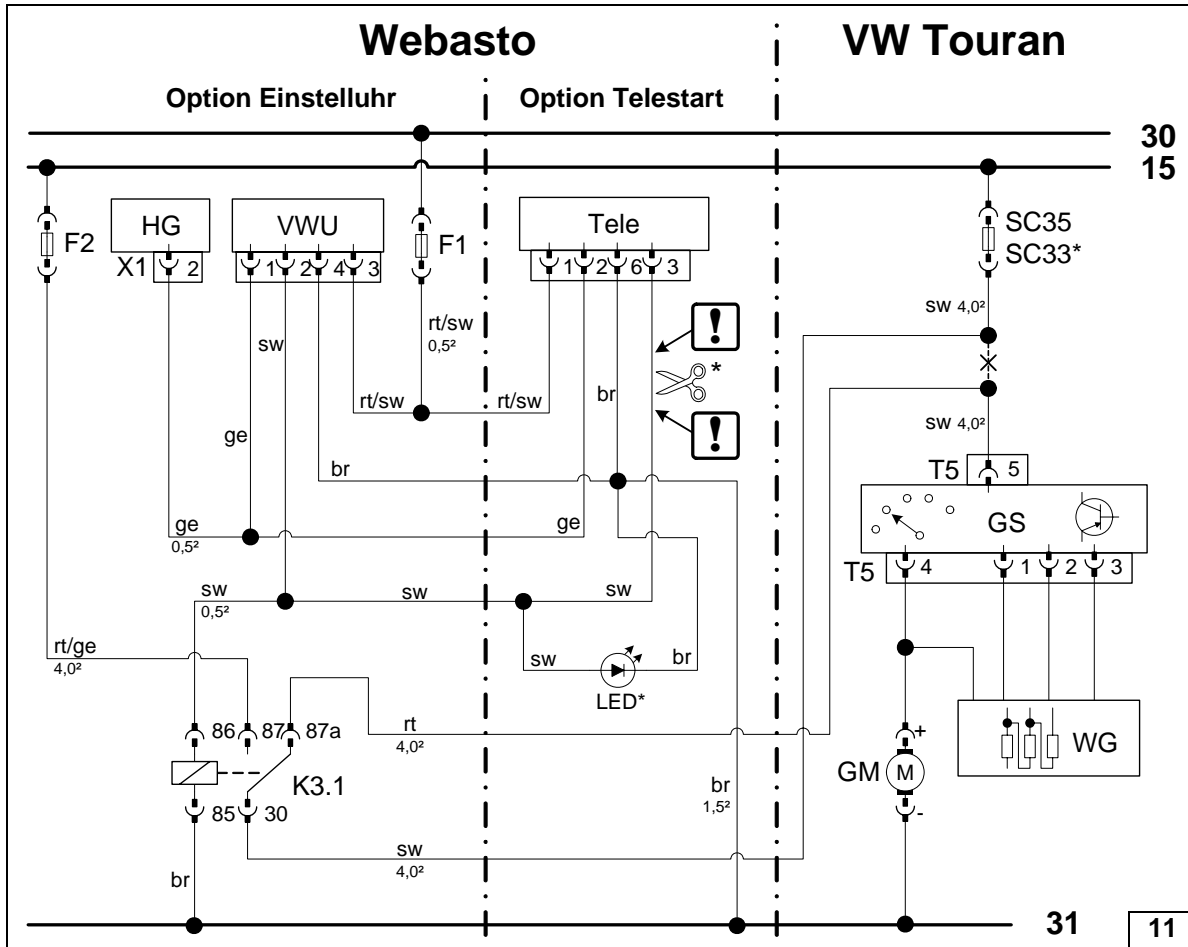 Webasto
VW Touran
Option Einstelluhr
Option Telestart
30
15
HG
VWU
Tele
F2
F1
SC35
SC33*
X1 2
1 2 4 3
1 2 6 3
rt/sw
0,5²
sw 4,0²
sw
!
*
rt/sw
rt/sw
br
ge
!
sw 4,0²
br
T5 5
GS
ge
0,5²
ge
T5 4 1 2 3
sw
0,5²
sw
sw
rt/ge
4,0²
sw
br
LED*
86 87 87a
rt
4,0²
+
WG
GM M
K3.1
br
1,5²
-
85 30
sw
4,0²
br
31
11